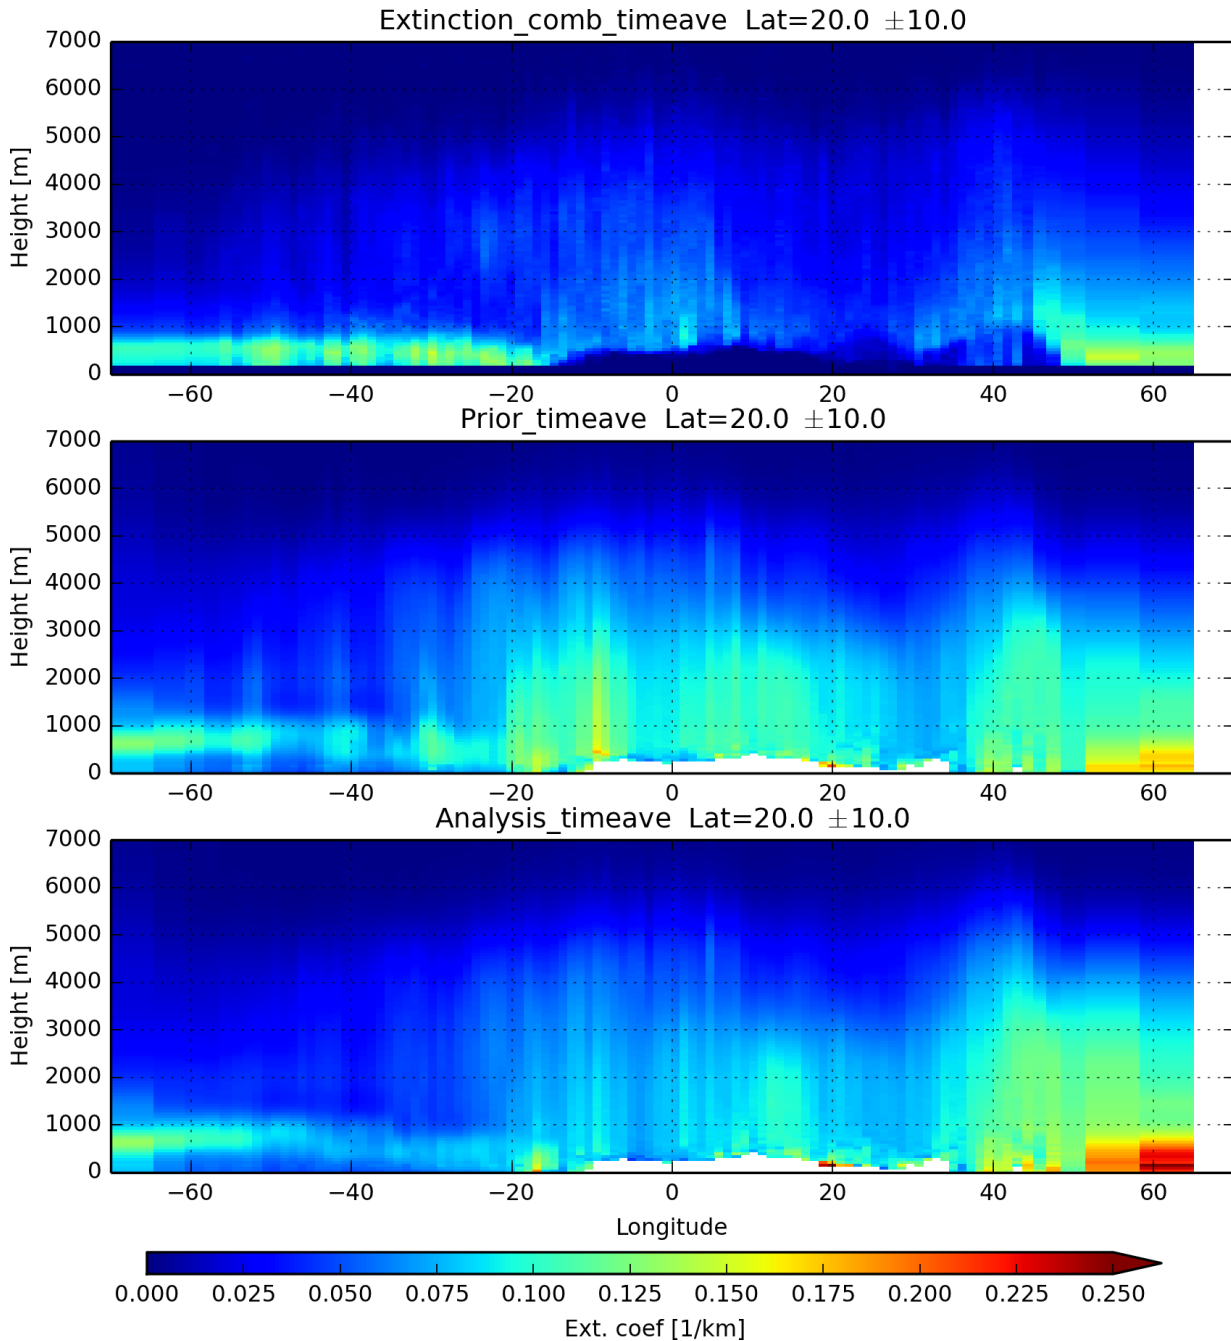 Extinction_comb_timeave Lat=20.0 ±10.0
7000
6000
5000
4000
3000
2000
1000
0
Height [m]
−60 −40 −20 0 20 40 60
Prior_timeave Lat=20.0 ±10.0
7000
6000
5000
4000
3000
2000
1000
0
Height [m]
−60 −40 −20 0 20 40 60
Analysis_timeave Lat=20.0 ±10.0
7000
6000
5000
4000
3000
2000
1000
0
Height [m]
−60 −40 −20 0 20 40 60
Longitude
0.000 0.025 0.050 0.075 0.100 0.125 0.150 0.175 0.200 0.225 0.250
Ext. coef [1/km]